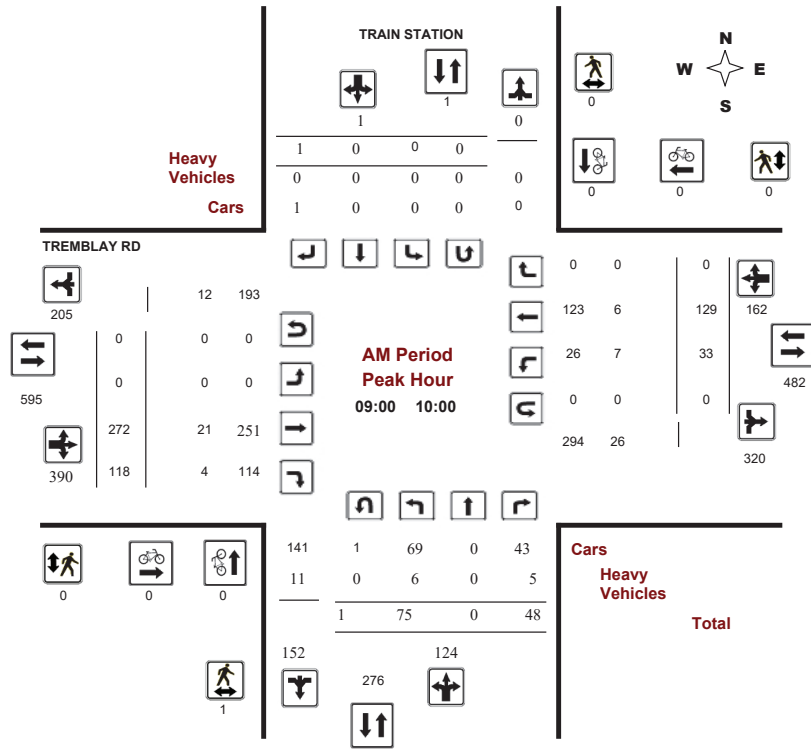 TRAIN STATION
N
W E
S
1
1
0
0
1 0 0 0
Heavy
Vehicles
0 0 0 0 0
Cars
1 0 0 0 0
0 0 0
TREMBLAY RD
205
12 193
0 0 0
0 0 0
272 21 251
118 4 114
595
390
AM Period
Peak Hour
09:00 10:00
0 0 0
123 6 129
26 7 33
0 0 0
294 26
162
482
320
0 0 0
1
141 1 69 0 43
11 0 6 0 5
1 75 0 48
152 124
276
Cars
Heavy
Vehicles
Total